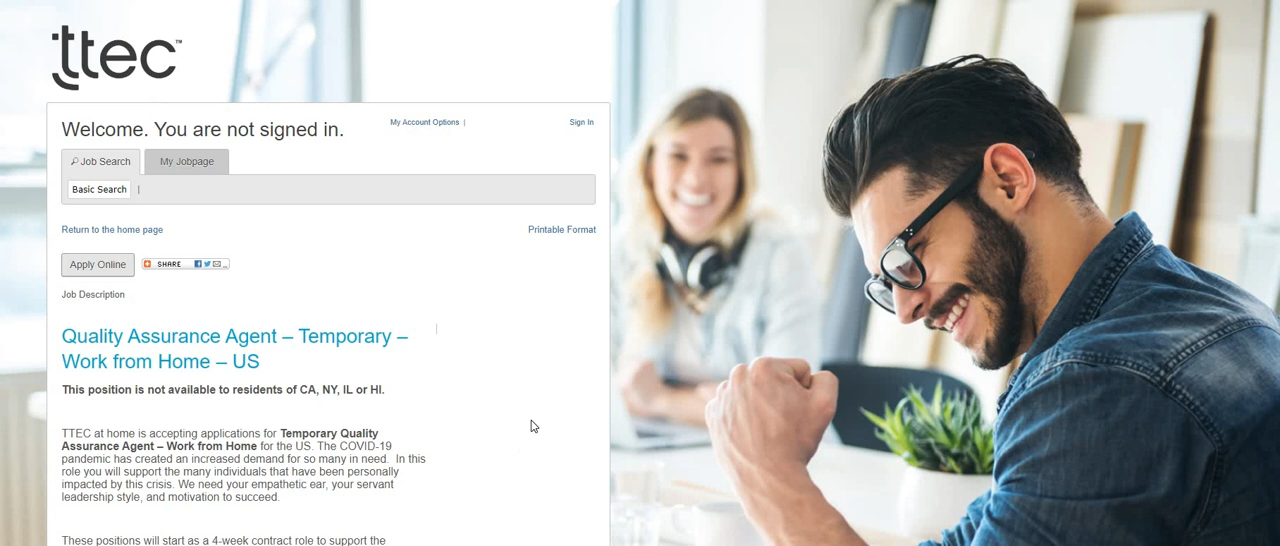 ttec™
Welcome. You are not signed in.
My Account Options |
Sign In
Job Search
My Jobpage
Basic Search |
Return to the home page
Printable Format
Apply Online
SHARE
Job Description
Quality Assurance Agent – Temporary –
Work from Home – US
This position is not available to residents of CA, NY, IL or HI.
TTEC at home is accepting applications for Temporary Quality
Assurance Agent – Work from Home for the US. The COVID-19
pandemic has created an increased demand for so many in need.  In this
role you will support the many individuals that have been personally
impacted by this crisis. We need your empathetic ear, your servant
leadership style, and motivation to succeed.
These positions will start as a 4-week contract role to support the